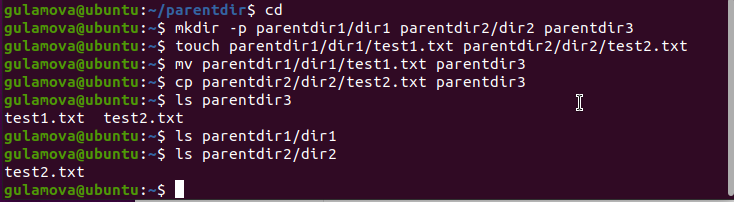 gulamova@ubuntu:~/parentdir$ cd
gulamova@ubuntu:~$ mkdir -p parentdir1/dir1 parentdir2/dir2 parentdir3
gulamova@ubuntu:~$ touch parentdir1/dir1/test1.txt parentdir2/dir2/test2.txt
gulamova@ubuntu:~$ mv parentdir1/dir1/test1.txt parentdir3
gulamova@ubuntu:~$ cp parentdir2/dir2/test2.txt parentdir3
gulamova@ubuntu:~$ ls parentdir3
test1.txt  test2.txt
gulamova@ubuntu:~$ ls parentdir1/dir1
gulamova@ubuntu:~$ ls parentdir2/dir2
test2.txt
gulamova@ubuntu:~$